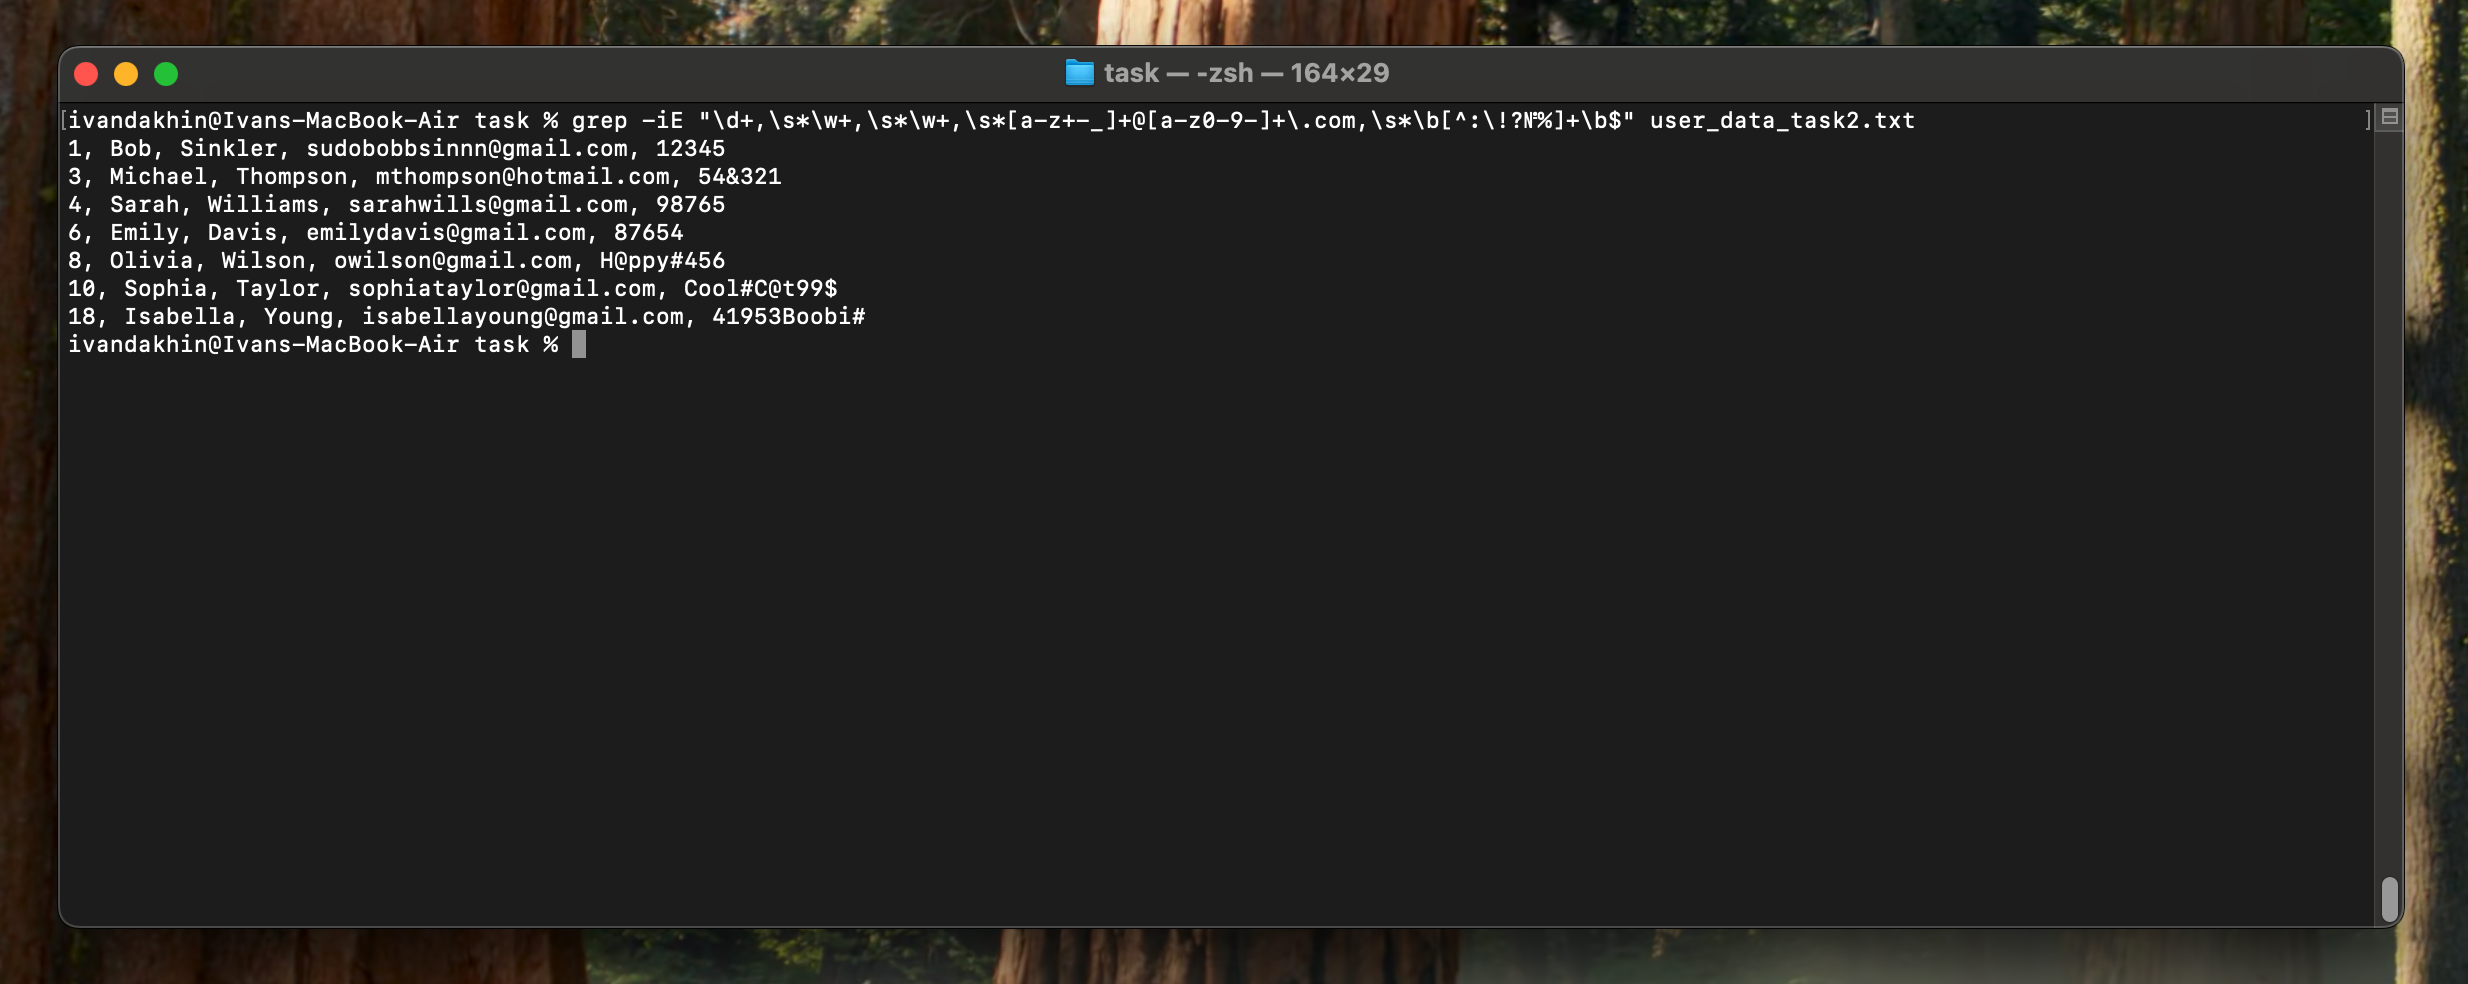 task — -zsh — 164×29
[ivandakhin@Ivans-MacBook-Air task % grep -iE "\d+,\s*\w+,\s*\w+,\s*[a-z+-_]+@[a-z0-9-]+\.com,\s*\b[^:\!?№%]+\b$" user_data_task2.txt ]
1, Bob, Sinkler, sudobobbsinnn@gmail.com, 12345
3, Michael, Thompson, mthompson@hotmail.com, 54&321
4, Sarah, Williams, sarahwills@gmail.com, 98765
6, Emily, Davis, emilydavis@gmail.com, 87654
8, Olivia, Wilson, owilson@gmail.com, H@ppy#456
10, Sophia, Taylor, sophiataylor@gmail.com, Cool#C@t99$
18, Isabella, Young, isabellayoung@gmail.com, 41953Boobi#
ivandakhin@Ivans-MacBook-Air task %